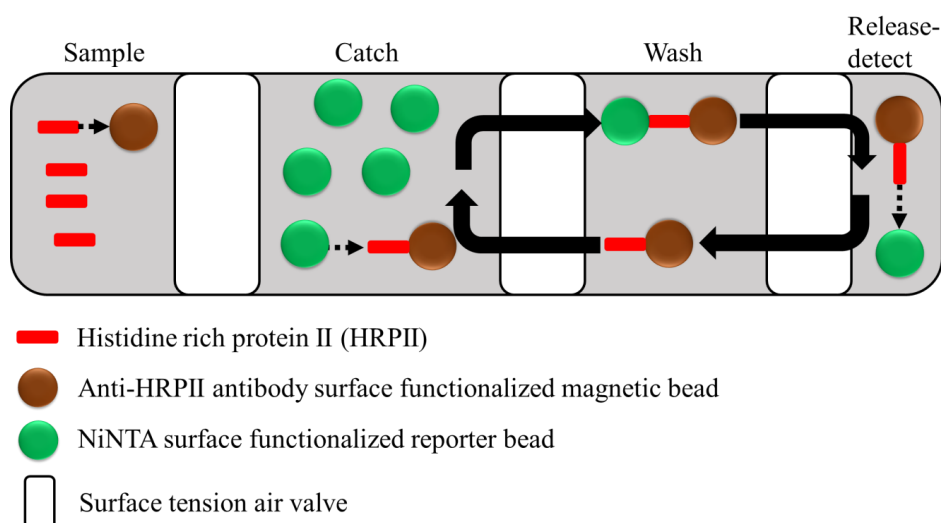 Sample
Catch
Wash
Release-
detect
Histidine rich protein II (HRPII)
Anti-HRPII antibody surface functionalized magnetic bead
NiNTA surface functionalized reporter bead
Surface tension air valve